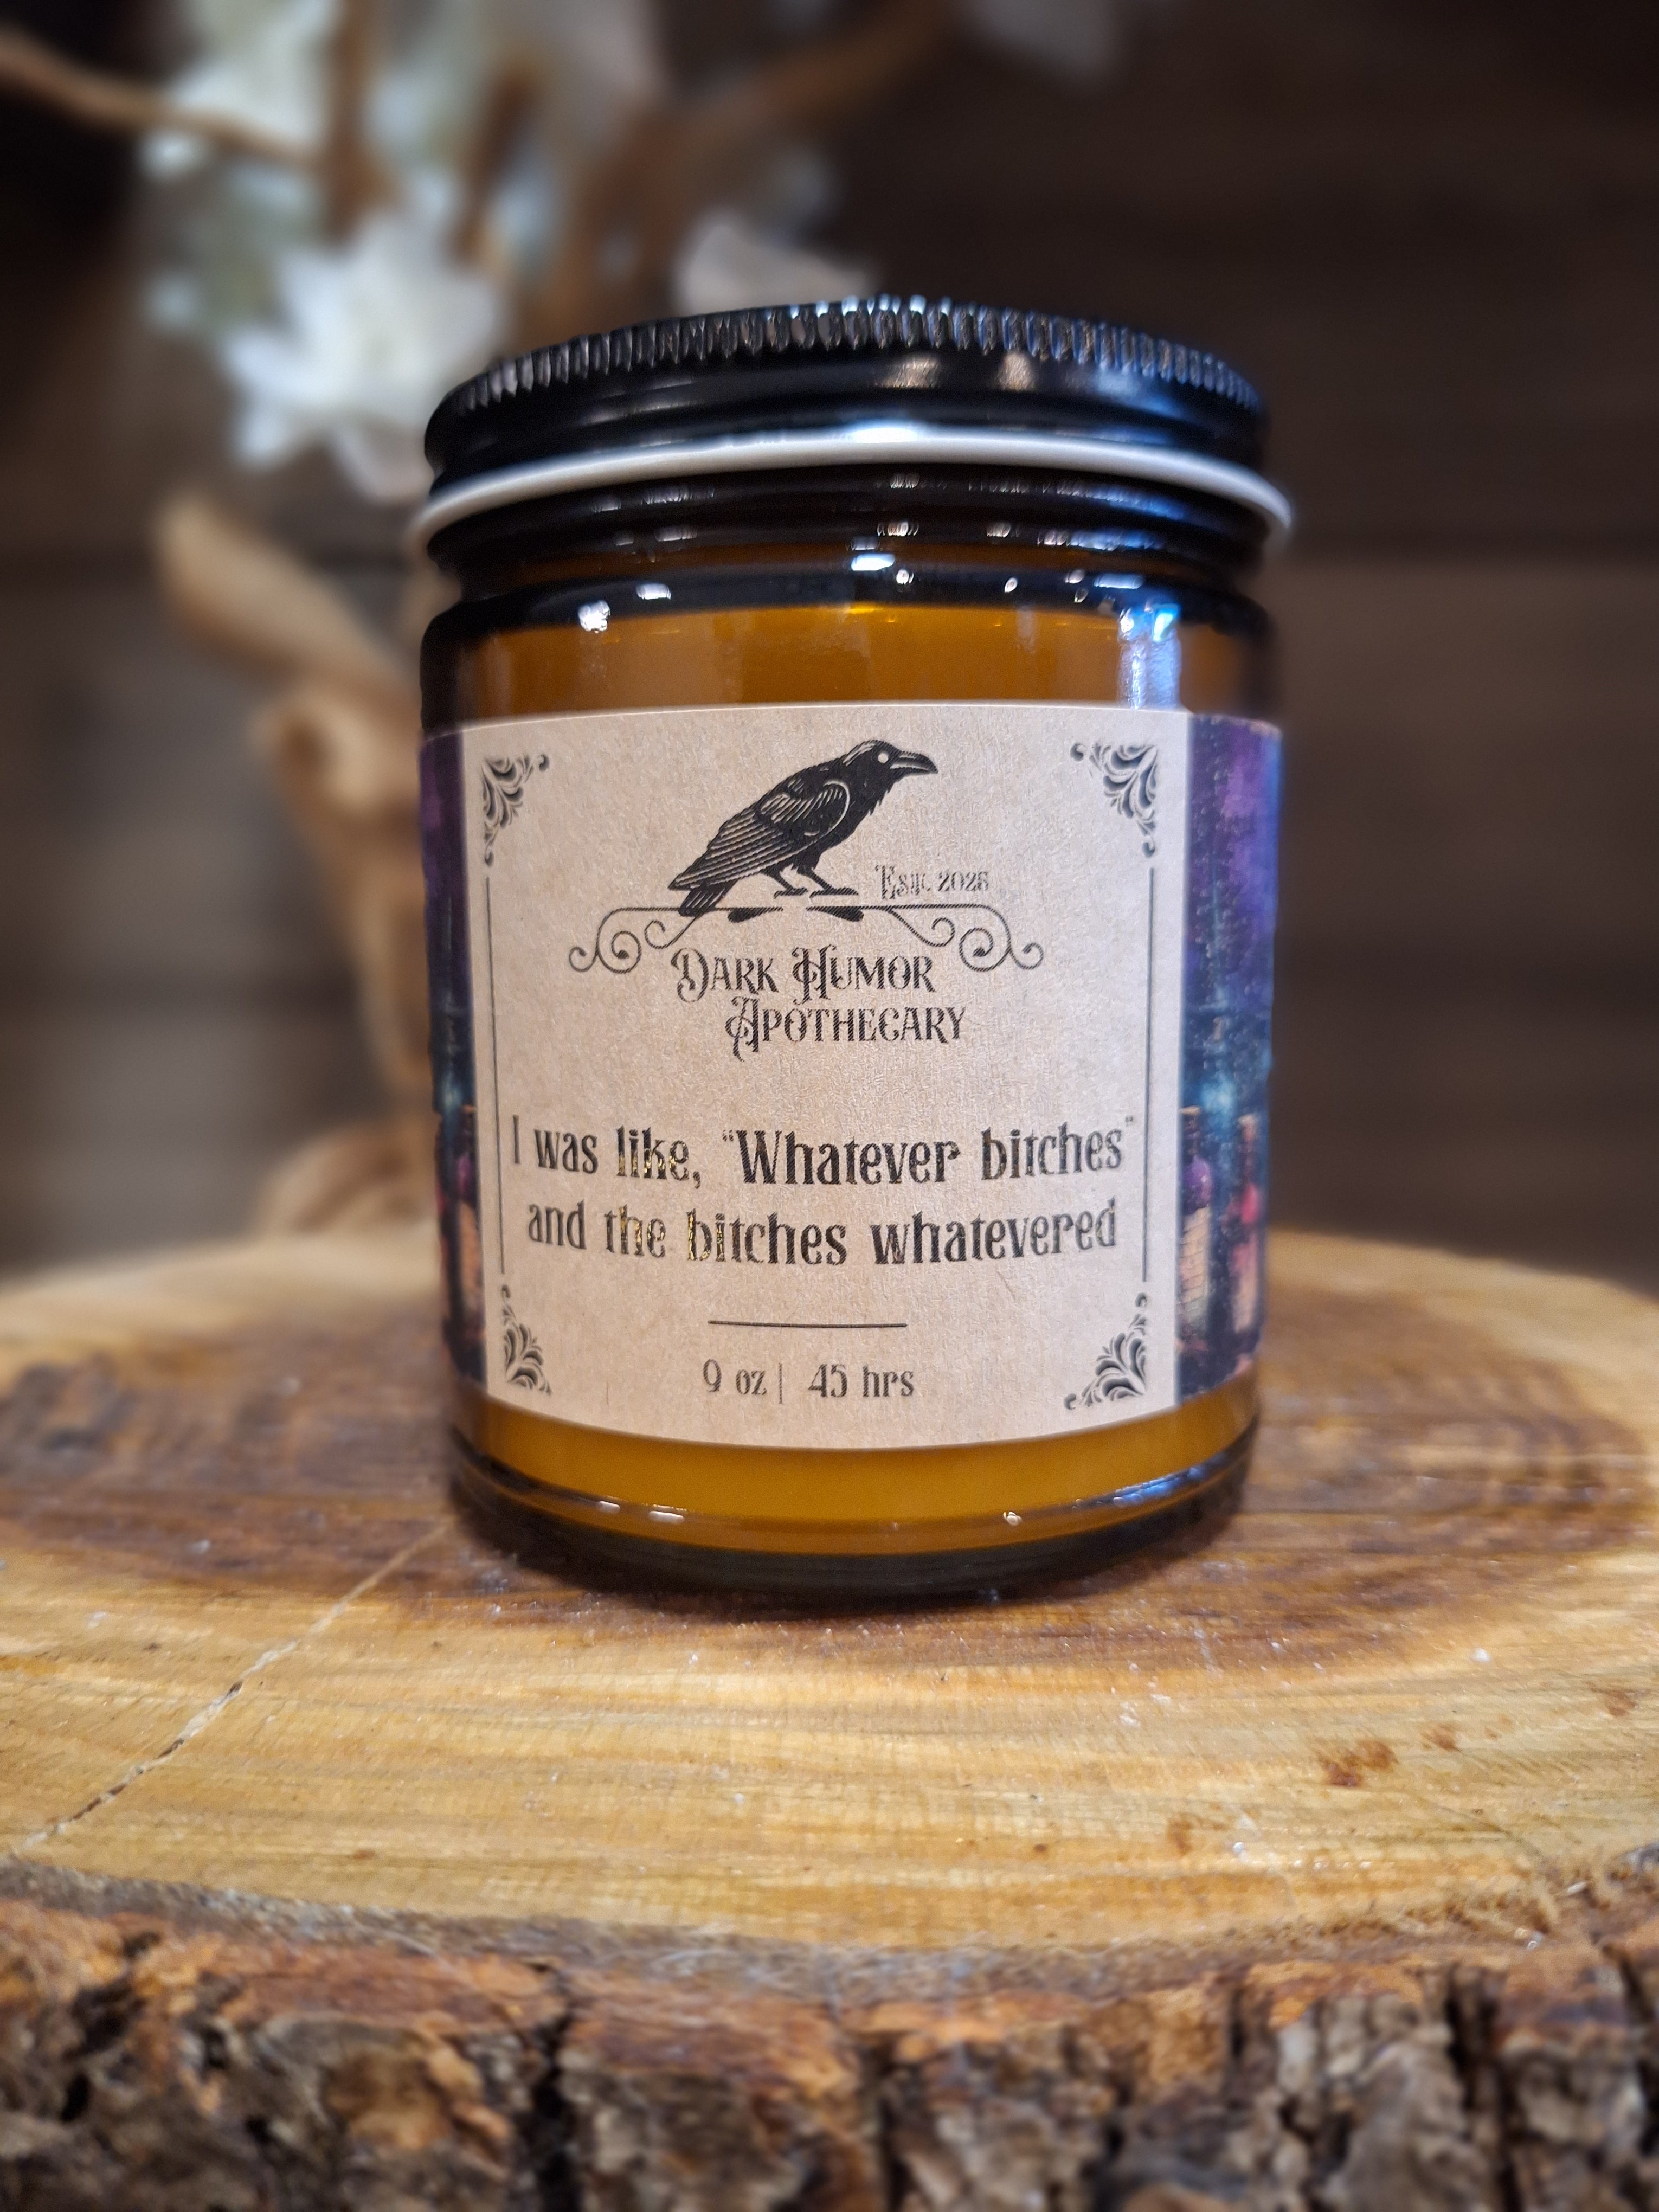 Est. 2025
Dark Humor
Apothecary
I was like, "Whatever bitches"
and the bitches whatevered
9 oz | 45 hrs